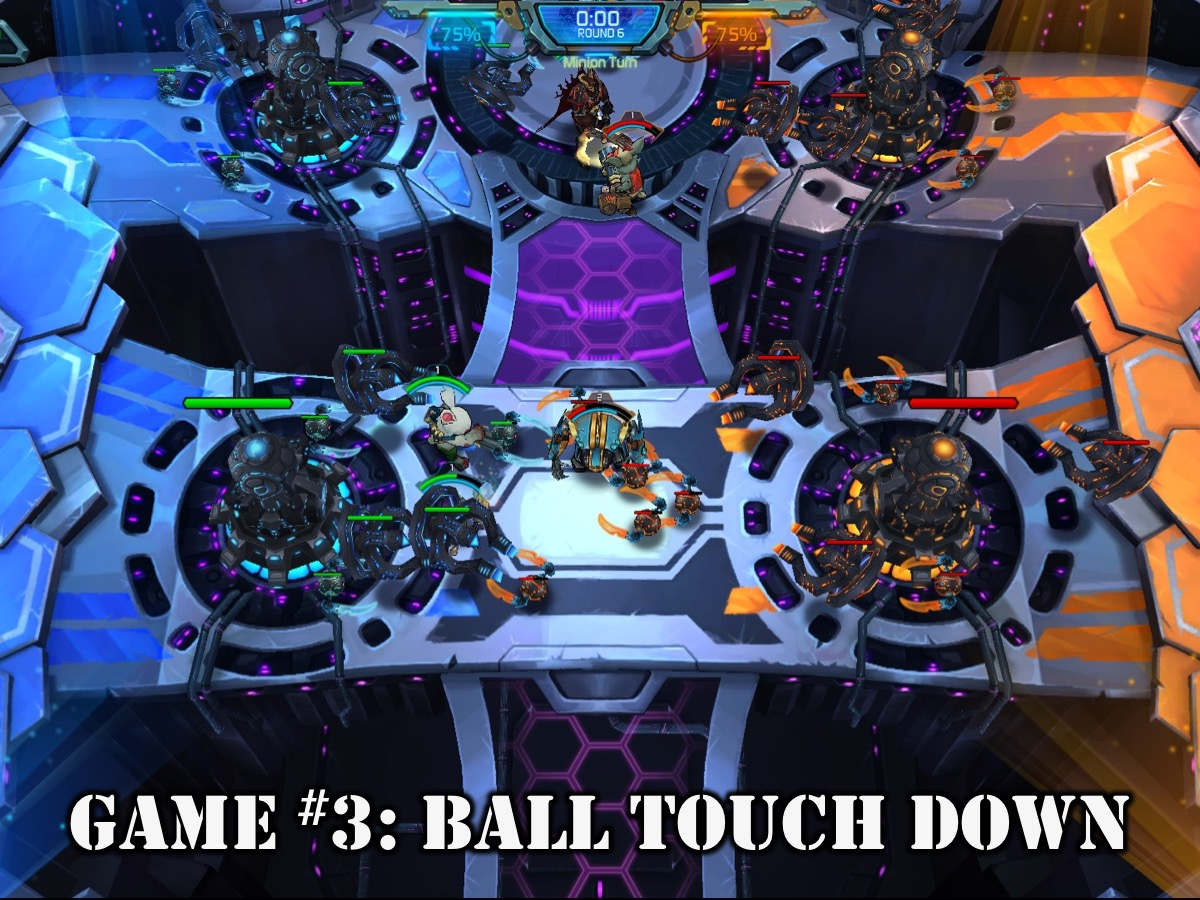 0:00
75% ROUND 6 75%
Minion Turn
GAME #3: BALL TOUCH DOWN